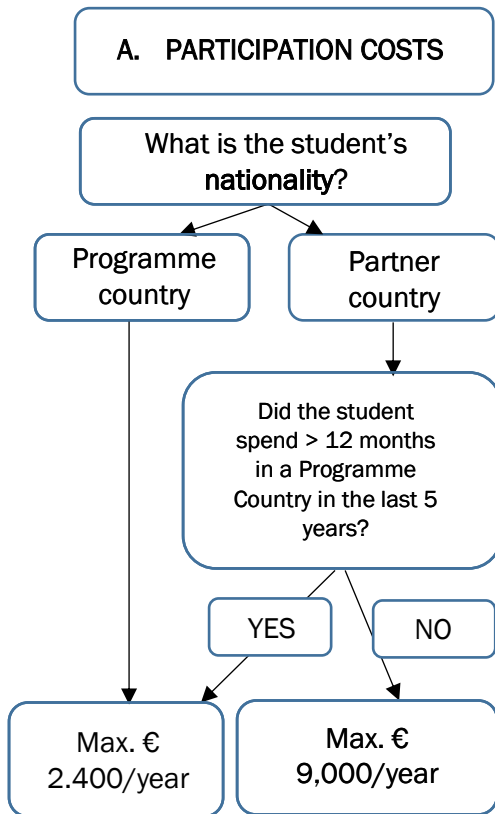 A. PARTICIPATION COSTS
What is the student's
nationality?
Programme
country
Partner
country
Did the student
spend > 12 months
in a Programme
Country in the last 5
years?
YES
NO
Max. €
2.400/year
Max. €
9,000/year